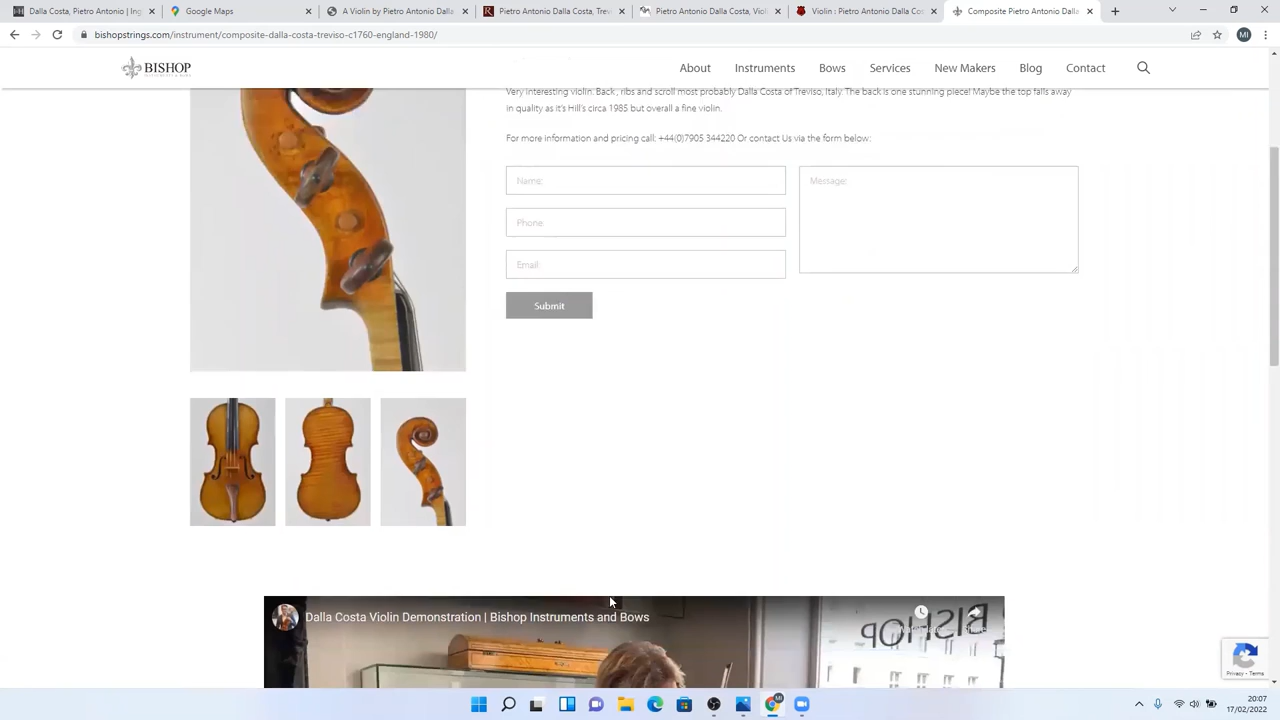 Dalla Costa, Pietro Antonio | Ing
Google Maps
A Violin by Pietro Antonio Dalla
Pietro Antonio Dalla Costa, Trev
Pietro Antonio Dalla Costa, Viol
Violin : Pietro Antonio Dalla Co
Composite Pietro Antonio Dalla
bishopstrings.com/instrument/composite-dalla-costa-treviso-c1760-england-1980/
MI
BISHOP
About
Instruments
Bows
Services
New Makers
Blog
Contact
Very interesting violin. Back , ribs and scroll most probably Dalla Costa of Treviso, Italy. The back is one stunning piece! Maybe the top falls away
in quality as it's Hill's circa 1985 but overall a fine violin.
For more information and pricing call: +44(0)7905 344220 Or contact Us via the form below:
Name:
Message:
Phone
Email
Submit
Dalla Costa Violin Demonstration | Bishop Instruments and Bows
BISHOP
Privacy - Terms
20:07
17/02/2022